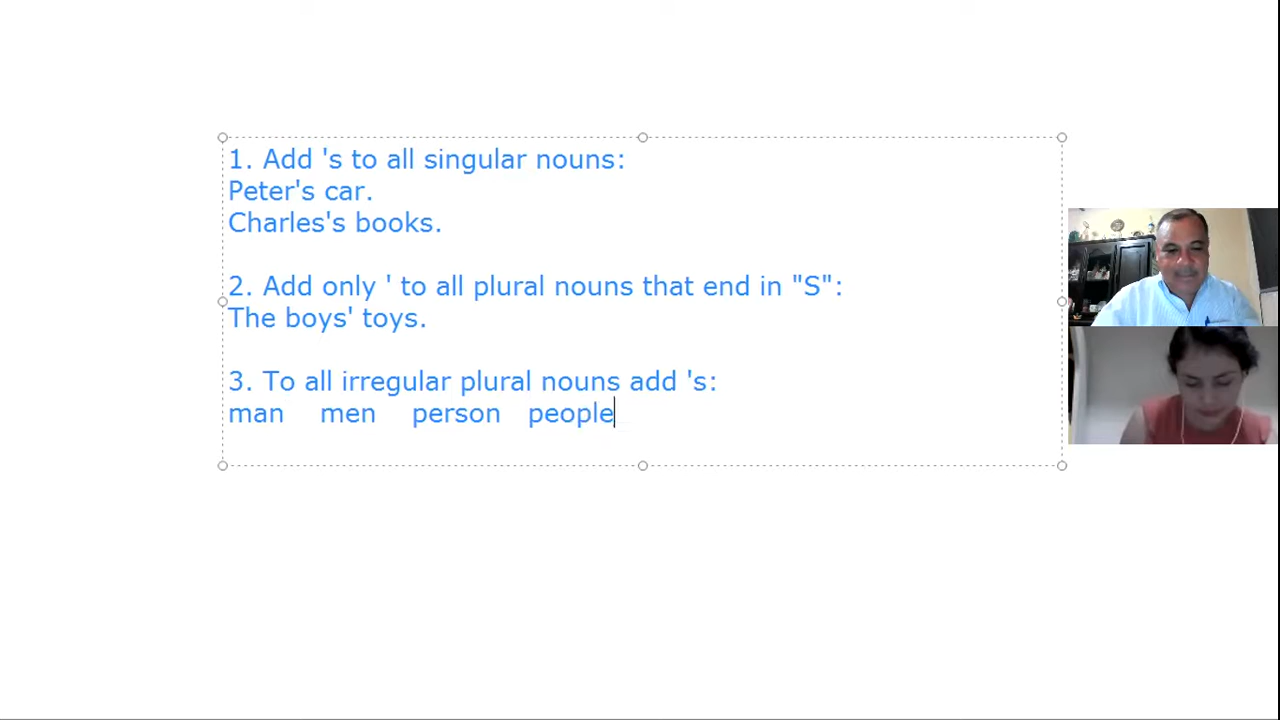 1. Add 's to all singular nouns:
Peter's car.
Charles's books.
2. Add only ' to all plural nouns that end in "S":
The boys' toys.
3. To all irregular plural nouns add 's:
man men person people